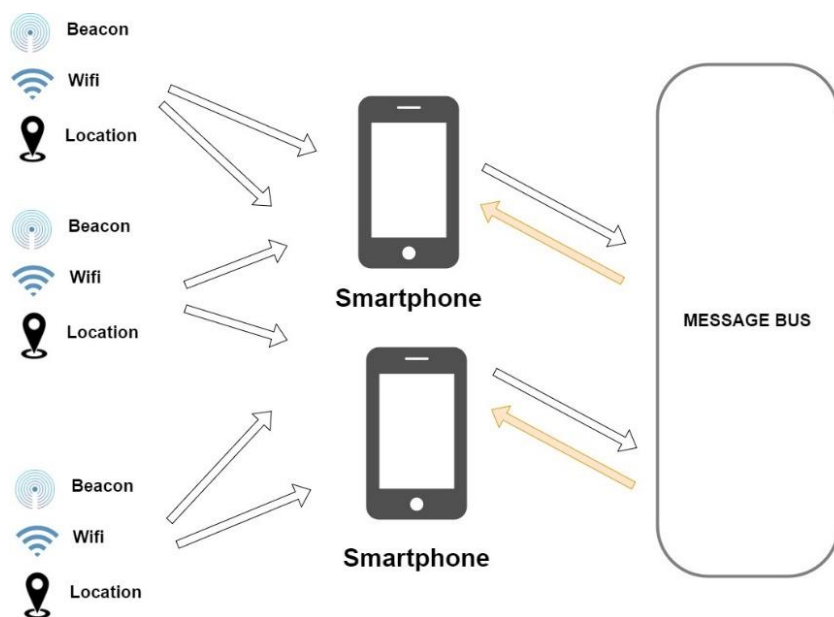 Beacon
Wifi
Location
Beacon
Wifi
Location
Beacon
Wifi
Location
Smartphone
Smartphone
MESSAGE BUS